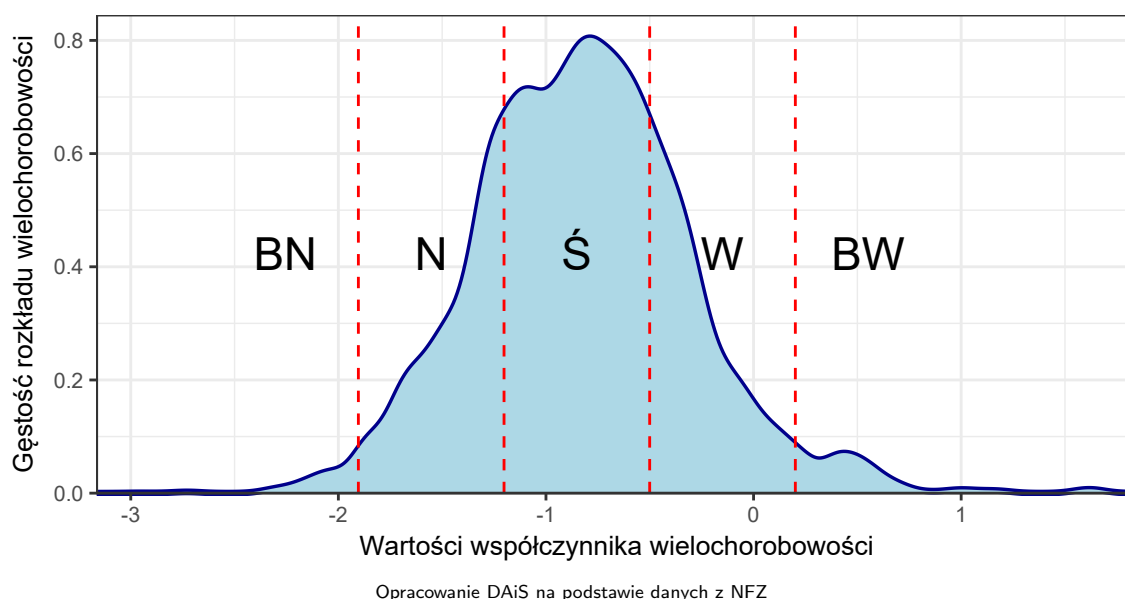 Gęstość rozkładu wielochorobowości
0.8
0.6
0.4
0.2
0.0
BN N Ś W BW
-3 -2 -1 0 1
Wartości współczynnika wielochorobowości
Opracowanie DAiS na podstawie danych z NFZ